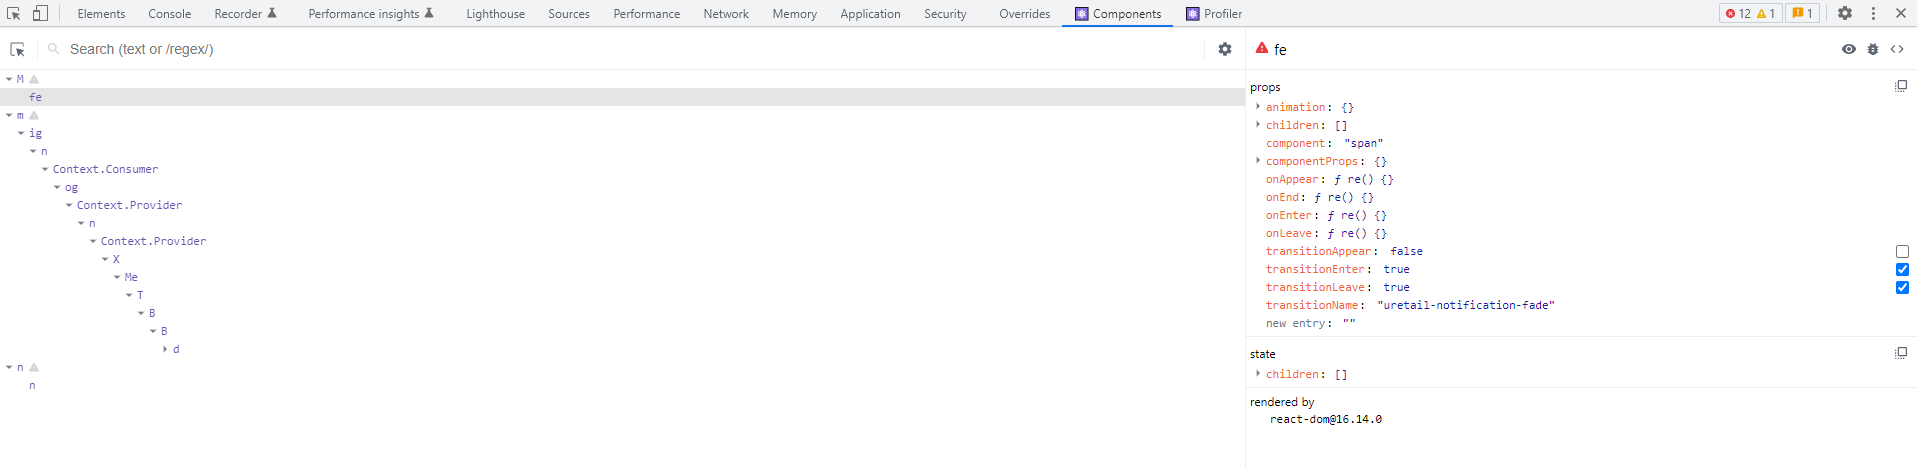 Elements Console Recorder Performance insights Lighthouse Sources Performance Network Memory Application Security Overrides Components Profiler 12 1 1
Search (text or /regex/)
fe
M
fe
m
ig
n
Context.Consumer
og
Context.Provider
n
Context.Provider
X
Me
T
B
B
d
n
n
props
animation: {}
children: []
component: "span"
componentProps: {}
onAppear: ƒ re() {}
onEnd: ƒ re() {}
onEnter: ƒ re() {}
onLeave: ƒ re() {}
transitionAppear: false
transitionEnter: true
transitionLeave: true
transitionName: "uretail-notification-fade"
new entry: ""
state
children: []
rendered by
react-dom@16.14.0